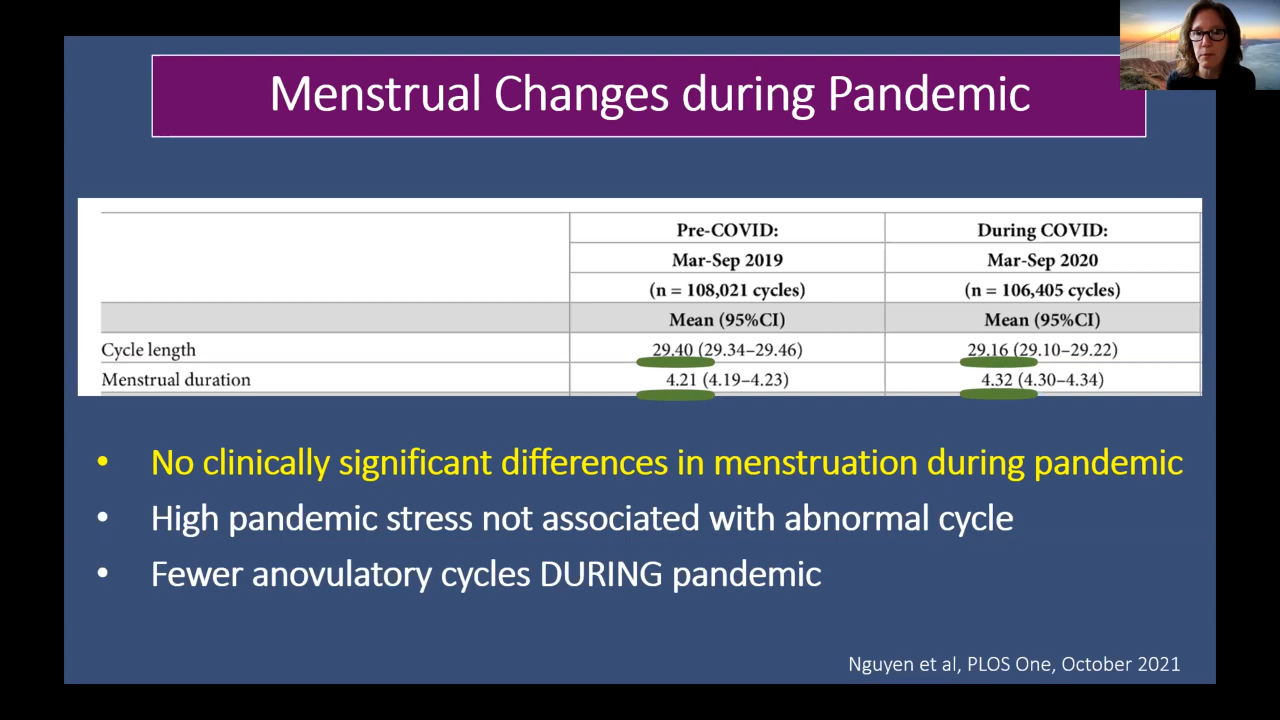 Menstrual Changes during Pandemic
Pre-COVID: During COVID:
Mar-Sep 2019 Mar-Sep 2020
(n = 108,021 cycles) (n = 106,405 cycles)
Mean (95%CI) Mean (95%CI)
Cycle length 29.40 (29.34–29.46) 29.16 (29.10–29.22)
Menstrual duration 4.21 (4.19–4.23) 4.32 (4.30–4.34)
• No clinically significant differences in menstruation during pandemic
• High pandemic stress not associated with abnormal cycle
• Fewer anovulatory cycles DURING pandemic
Nguyen et al, PLOS One, October 2021